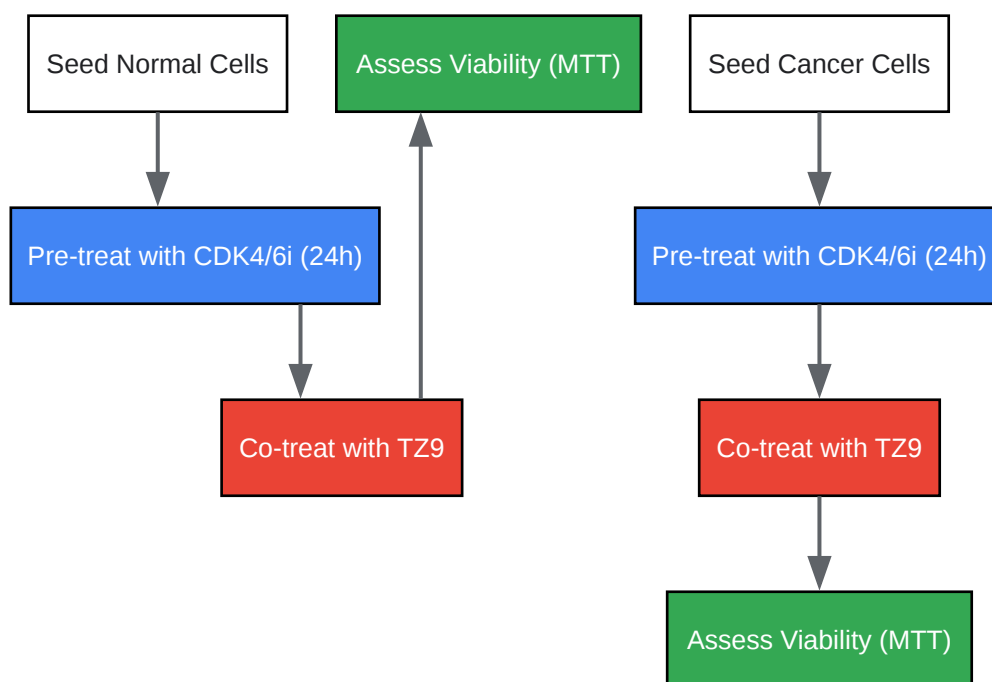 Seed Normal Cells
Assess Viability (MTT)
Seed Cancer Cells
Pre-treat with CDK4/6i (24h)
Pre-treat with CDK4/6i (24h)
Co-treat with TZ9
Co-treat with TZ9
Assess Viability (MTT)